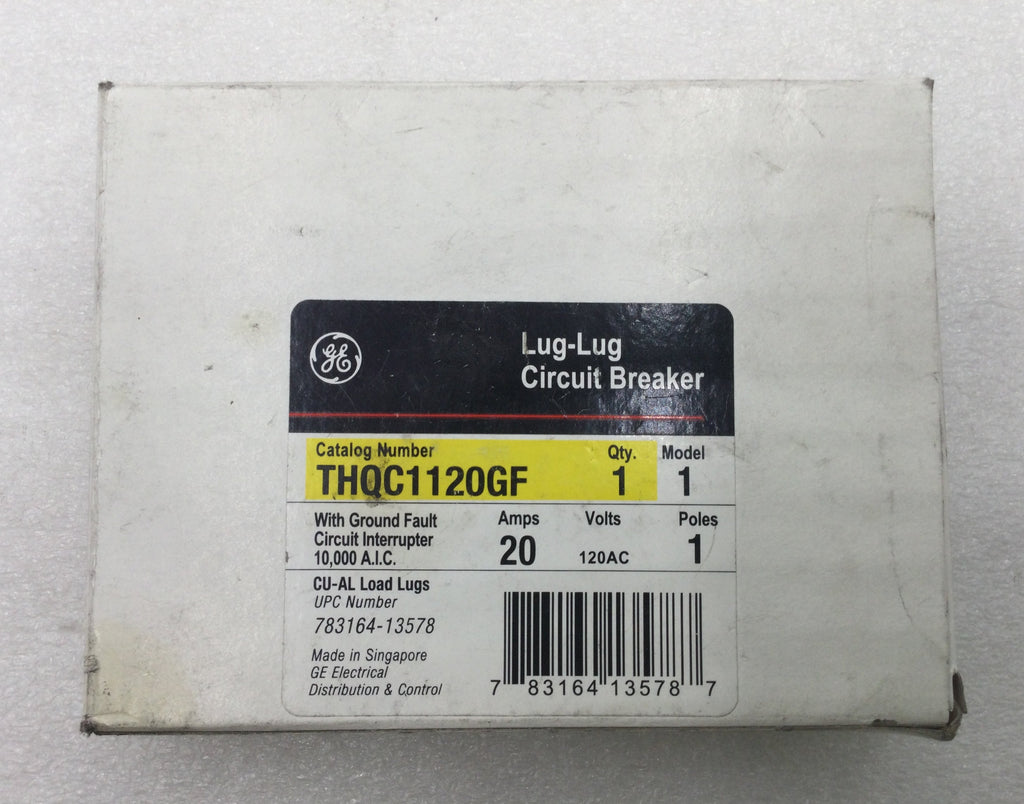 GE
Lug-Lug
Circuit Breaker
Catalog Number Qty. Model
THQC1120GF 1 1
With Ground Fault Amps Volts Poles
Circuit Interrupter 20 120AC 1
10,000 A.I.C.
CU-AL Load Lugs
UPC Number
783164-13578
Made in Singapore
GE Electrical
Distribution & Control
7 83164 13578 7